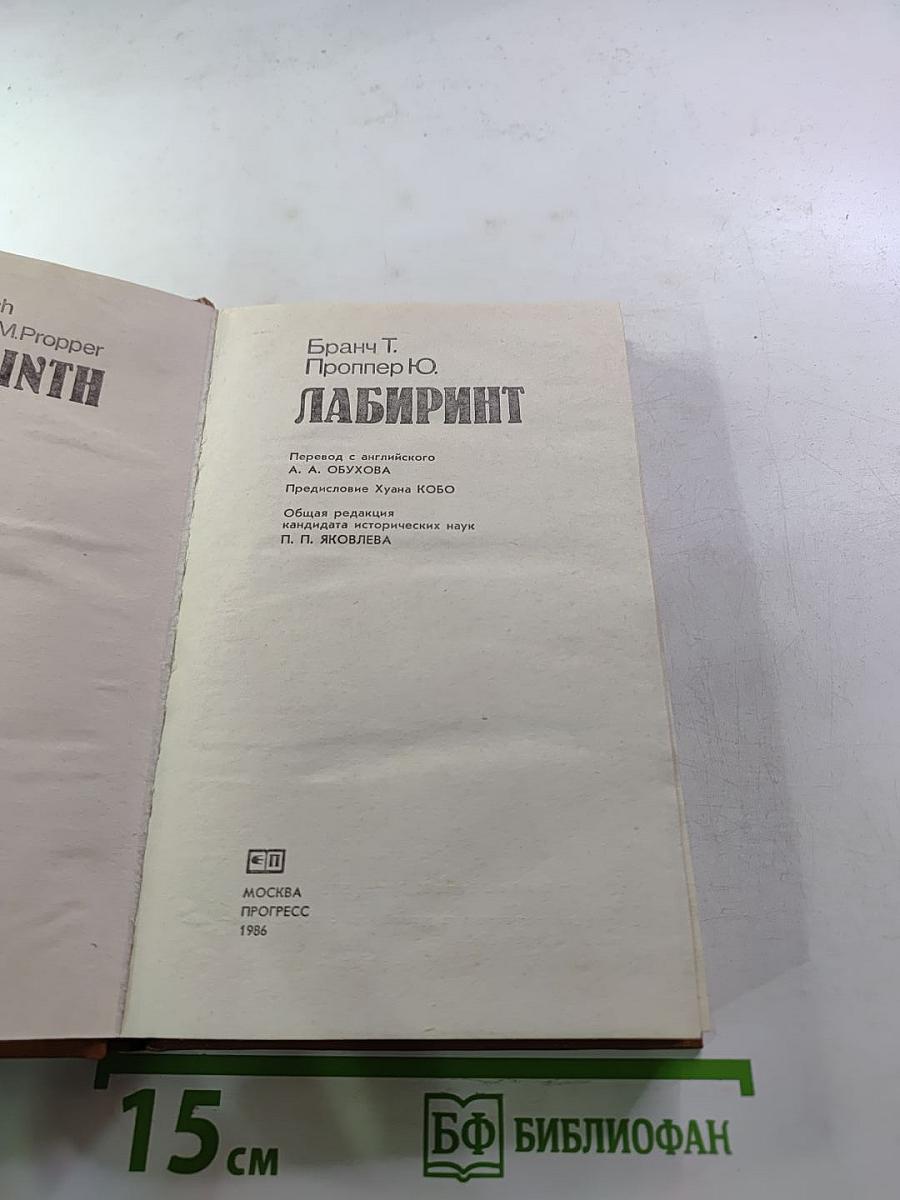 M. Propper
Бранч Т.
Проппер Ю.
ЛАБИРИНТ
Перевод с английского
А. А. ОБУХОВА
Предисловие Хуана КОБО
Общая редакция
кандидата исторических наук
П. П. ЯКОВЛЕВА
МОСКВА
ПРОГРЕСС
1986
15 см
БФ БИБЛИОФАН